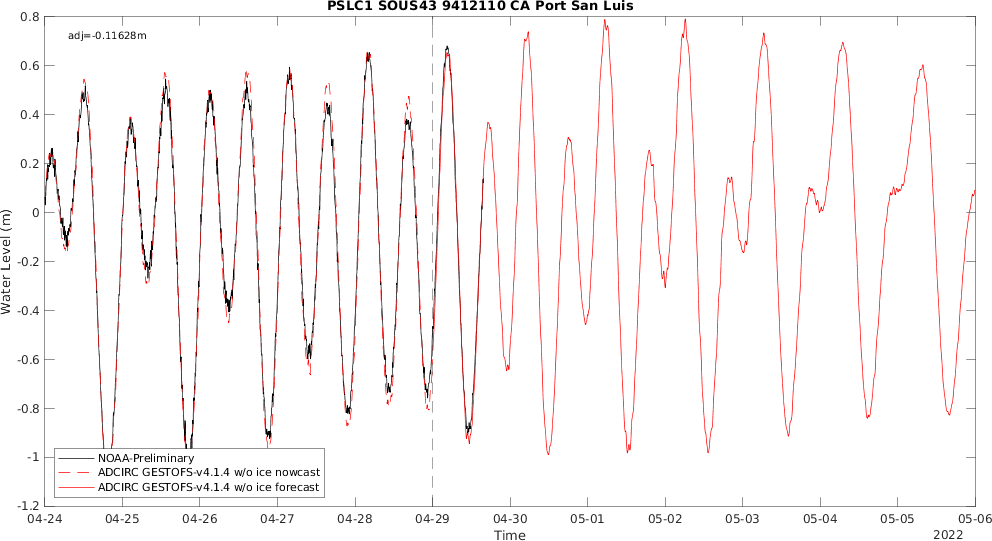 PSLC1 SOUS43 9412110 CA Port San Luis
adj=-0.11628m
0.8
0.6
0.4
0.2
0
-0.2
-0.4
-0.6
-0.8
-1
-1.2
Water Level (m)
NOAA-Preliminary
ADCIRC GESTOFS-v4.1.4 w/o ice nowcast
ADCIRC GESTOFS-v4.1.4 w/o ice forecast
04-24 04-25 04-26 04-27 04-28 04-29 04-30 05-01 05-02 05-03 05-04 05-05 05-06
Time
2022